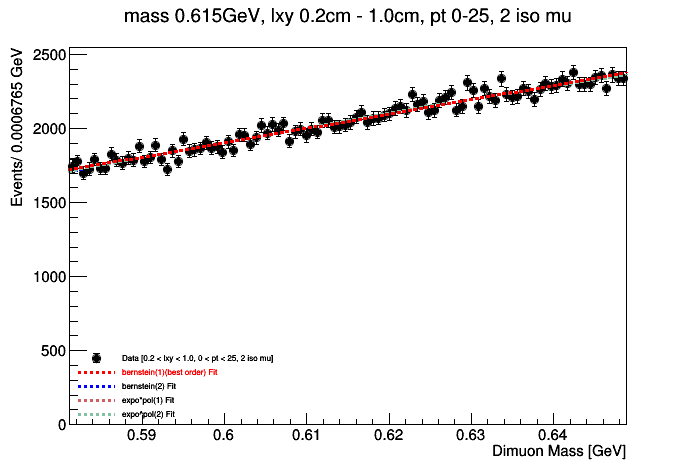 mass 0.615GeV, lxy 0.2cm - 1.0cm, pt 0-25, 2 iso mu
Events/ 0.0006765 GeV
2500
2000
1500
1000
500
0
Data [0.2 < lxy < 1.0, 0 < pt < 25, 2 iso mu]
bernstein(1)(best order) Fit
bernstein(2) Fit
expo*pol(1) Fit
expo*pol(2) Fit
0.59
0.6
0.61
0.62
0.63
0.64
Dimuon Mass [GeV]